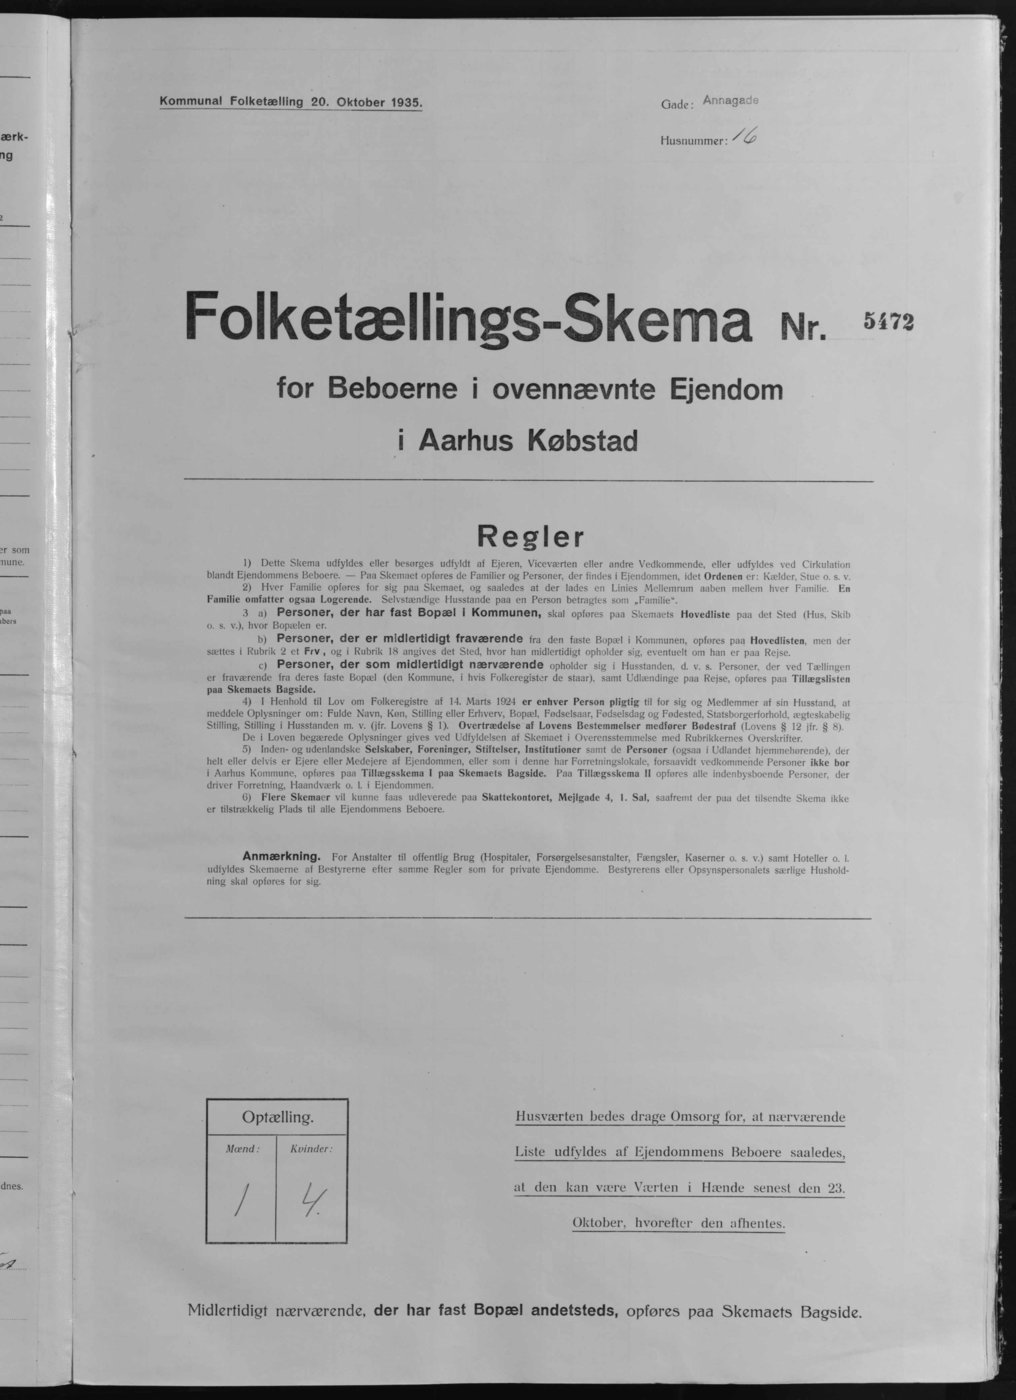 Kommunal Folketælling 20. Oktober 1935.
Gade: Annagade
Husnummer: 16
Folketællings-Skema Nr. 5472
for Beboerne i ovennævnte Ejendom
i Aarhus Købstad
Regler
1) Dette Skema udfyldes eller besørges udfyldt af Ejeren, Viceværten eller andre Vedkommende, eller udfyldes ved Cirkulation
blandt Ejendommens Beboere. — Paa Skemaet opføres de Familier og Personer, der findes i Ejendommen, idet Ordenen er: Kælder, Stue o. s. v.
2) Hver Familie opføres for sig paa Skemaet, og saaledes at der lades en Linies Mellemrum aaben mellem hver Familie. En
Familie omfatter ogsaa Logerende. Selvstændige Husstande paa en Person betragtes som „Familie".
3 a) Personer, der har fast Bopæl i Kommunen, skal opføres paa Skemaets Hovedliste paa det Sted (Hus, Skib
o. s. v.), hvor Bopælen er.
b) Personer, der er midlertidigt fraværende fra den faste Bopæl i Kommunen, opføres paa Hovedlisten, men der
sættes i Rubrik 2 et Frv., og i Rubrik 18 angives det Sted, hvor han midlertidigt opholder sig, eventuelt om han er paa Rejse.
c) Personer, der som midlertidigt nærværende opholder sig i Husstanden, d. v. s. Personer, der ved Tællingen
er fraværende fra deres faste Bopæl (den Kommune, i hvis Folkeregister de staar), samt Udlændinge paa Rejse, opføres paa Tillægslisten
paa Skemaets Bagside.
4) I Henhold til Lov om Folkeregistre af 14. Marts 1924 er enhver Person pligtig til for sig og Medlemmer af sin Husstand, at
meddele Oplysninger om: Fulde Navn, Køn, Stilling eller Erhverv, Bopæl, Fødselsaar, Fødselsdag og Fødested, Statsborgerforhold, ægteskabelig
Stilling, Stilling i Husstanden m. v. (jfr. Lovens § 1). Overtrædelse af Lovens Bestemmelser medfører Bødestraf (Lovens § 12 jfr. § 8).
De i Loven begærede Oplysninger gives ved Udfyldelsen af Skemaet i Overensstemmelse med Rubrikkernes Overskrifter.
5) Inden- og udenlandske Selskaber, Foreninger, Stiftelser, Institutioner samt de Personer (ogsaa i Udlandet hjemmehørende), der
helt eller delvis er Ejere eller Medejere af Ejendommen, eller som i denne har Forretningslokale, forsaavidt vedkommende Personer ikke bor
i Aarhus Kommune, opføres paa Tillægsskema I paa Skemaets Bagside. Paa Tillægsskema II opføres alle indenbysboende Personer, der
driver Forretning, Haandværk o. l. i Ejendommen.
6) Flere Skemaer vil kunne faas udleverede paa Skattekontoret, Mejlgade 4, 1. Sal, saafremt der paa det tilsendte Skema ikke
er tilstrækkelig Plads til alle Ejendommens Beboere.
Anmærkning. For Anstalter til offentlig Brug (Hospitaler, Forsørgelsesanstalter, Fængsler, Kaserner o. s. v.) samt Hoteller o. l.
udfyldes Skemaerne af Bestyrerne efter samme Regler som for private Ejendomme. Bestyrerens eller Opsynspersonalets særlige Hushold-
ning skal opføres for sig.
Optælling.
Mænd: Kvinder:
1 4.
Husværten bedes drage Omsorg for, at nærværende
Liste udfyldes af Ejendommens Beboere saaledes,
at den kan være Værten i Hænde senest den 23.
Oktober, hvorefter den afhentes.
Midlertidigt nærværende, der har fast Bopæl andetsteds, opføres paa Skemaets Bagside.